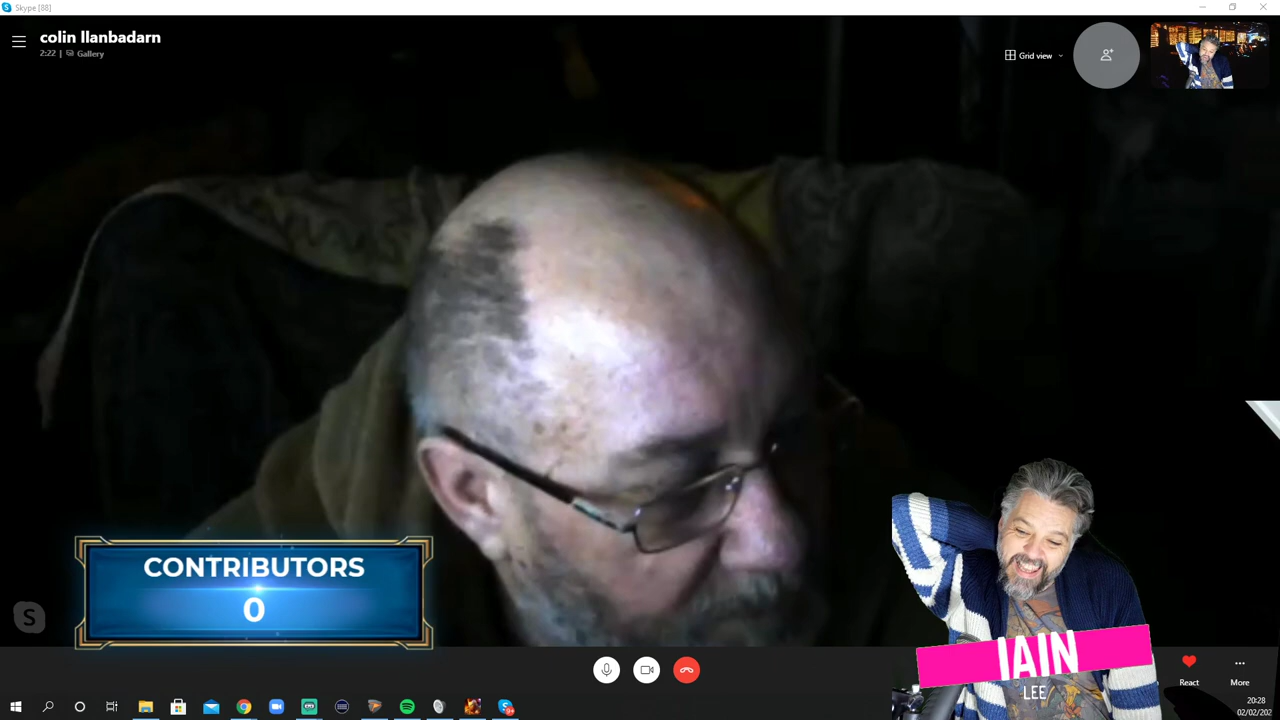 Skype [88]
colin llanbadarn
2:22 | Gallery
Grid view
CONTRIBUTORS
0
S
IAIN
LEE
React
More
20:28
02/02/202